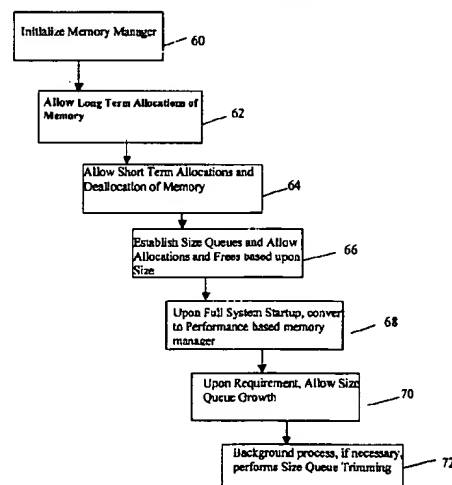 Initialize Memory Manager
60
Allow Long Term Allocations of
Memory
62
Allow Short Term Allocations and
Deallocation of Memory
64
Establish Size Queues and Allow
Allocations and Frees based upon
Size
66
Upon Full System Startup, convert
to Performance based memory
manager
68
Upon Requirement, Allow Size
Queue Growth
70
Background process, if necessary,
performs Size Queue Trimming
72